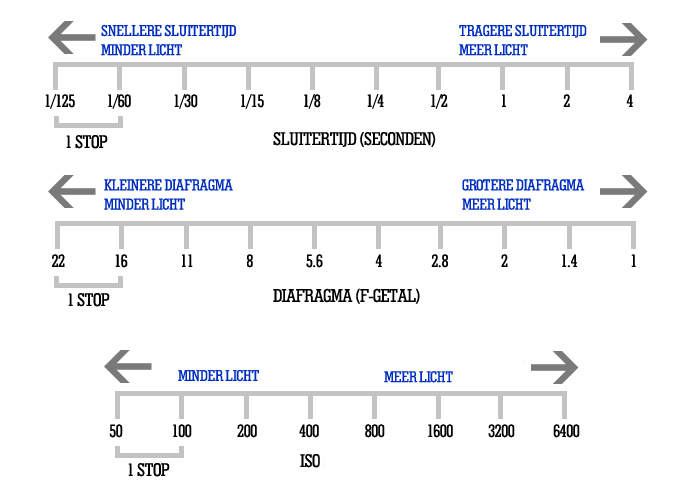 SNELLERE SLUITERTIJD TRAGERE SLUITERTIJD
MINDER LICHT MEER LICHT
1/125 1/60 1/30 1/15 1/8 1/4 1/2 1 2 4
1 STOP SLUITERTIJD (SECONDEN)
KLEINERE DIAFRAGMA GROTERE DIAFRAGMA
MINDER LICHT MEER LICHT
22 16 11 8 5.6 4 2.8 2 1.4 1
1 STOP DIAFRAGMA (F-GETAL)
MINDER LICHT MEER LICHT
50 100 200 400 800 1600 3200 6400
1 STOP ISO